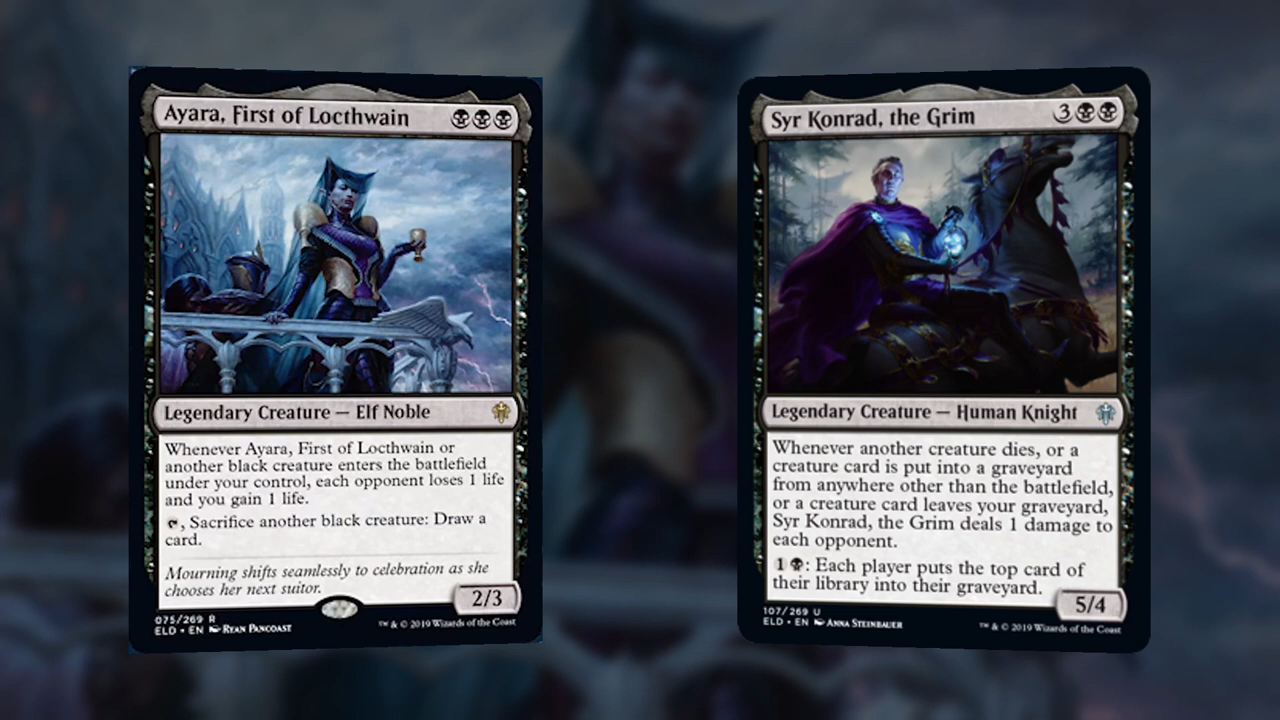 Ayara, First of Locthwain
Legendary Creature — Elf Noble
Whenever Ayara, First of Locthwain or
another black creature enters the battlefield
under your control, each opponent loses 1 life
and you gain 1 life.
, Sacrifice another black creature: Draw a
card.
Mourning shifts seamlessly to celebration as she
chooses her next suitor.
2/3
075/269 R
ELD • EN Ryan Pancoast
™ & © 2019 Wizards of the Coast
Syr Konrad, the Grim
3
Legendary Creature — Human Knight
Whenever another creature dies, or a
creature card is put into a graveyard
from anywhere other than the battlefield,
or a creature card leaves your graveyard,
Syr Konrad, the Grim deals 1 damage to
each opponent.
1 : Each player puts the top card of
their library into their graveyard.
5/4
107/269 U
ELD • EN Anna Steinbauer
™ & © 2019 Wizards of the Coast